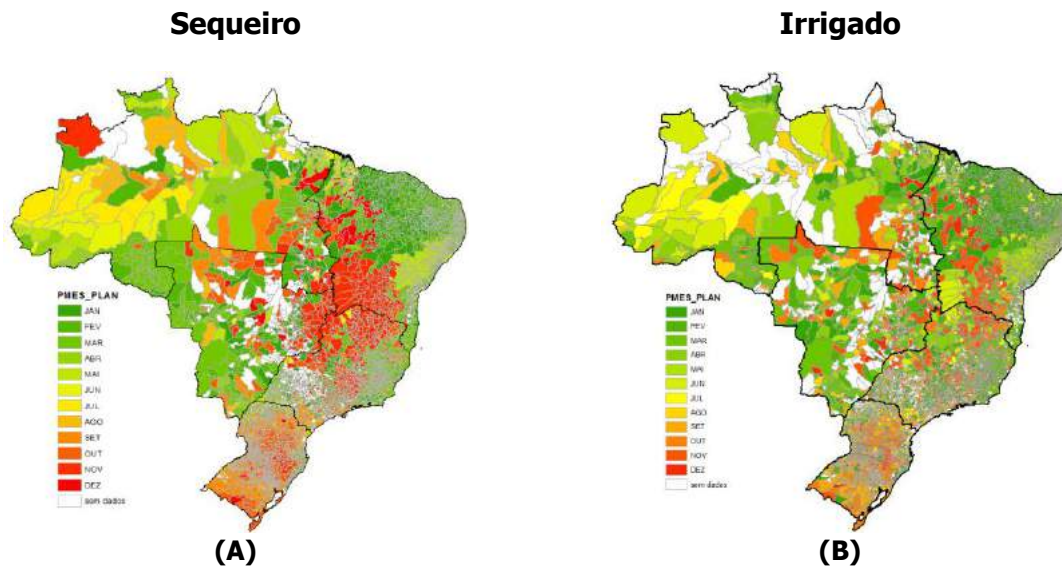 Sequeiro
Irrigado
PMES_PLAN
JAN
FEV
MAR
ABR
MAI
JUN
JUL
AGO
SET
OUT
NOV
DEZ
sem dados
(A)
PMES_PLAN
JAN
FEV
MAR
ABR
MAI
JUN
JUL
AGO
SET
OUT
NOV
DEZ
sem dados
(B)